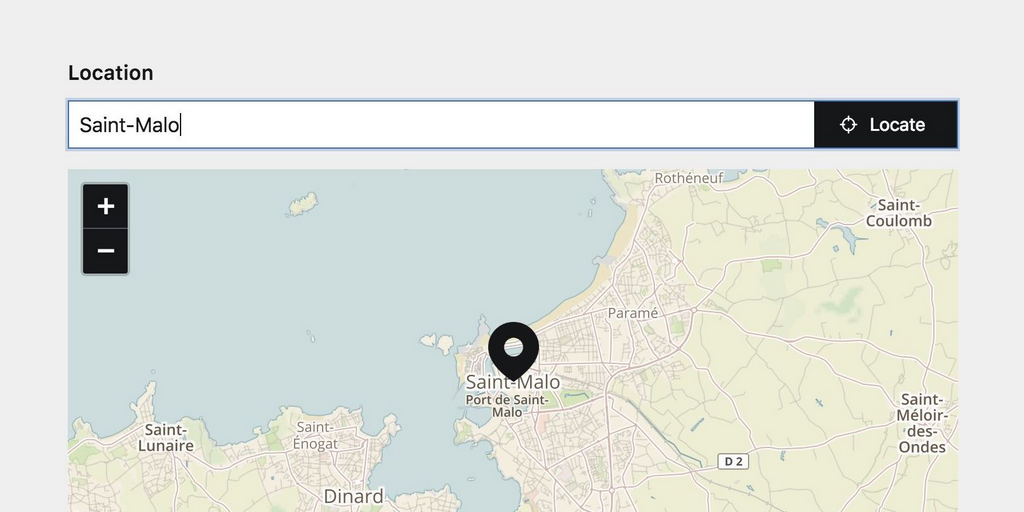 Location
Saint-Malo
Locate
+
−
Rothéneuf
Saint-
Coulomb
Paramé
Saint-Malo
Port de Saint-
Malo
Saint-
Lunaire
Saint-
Énogat
Saint-
Méloir-
des-
Ondes
D 2
Dinard